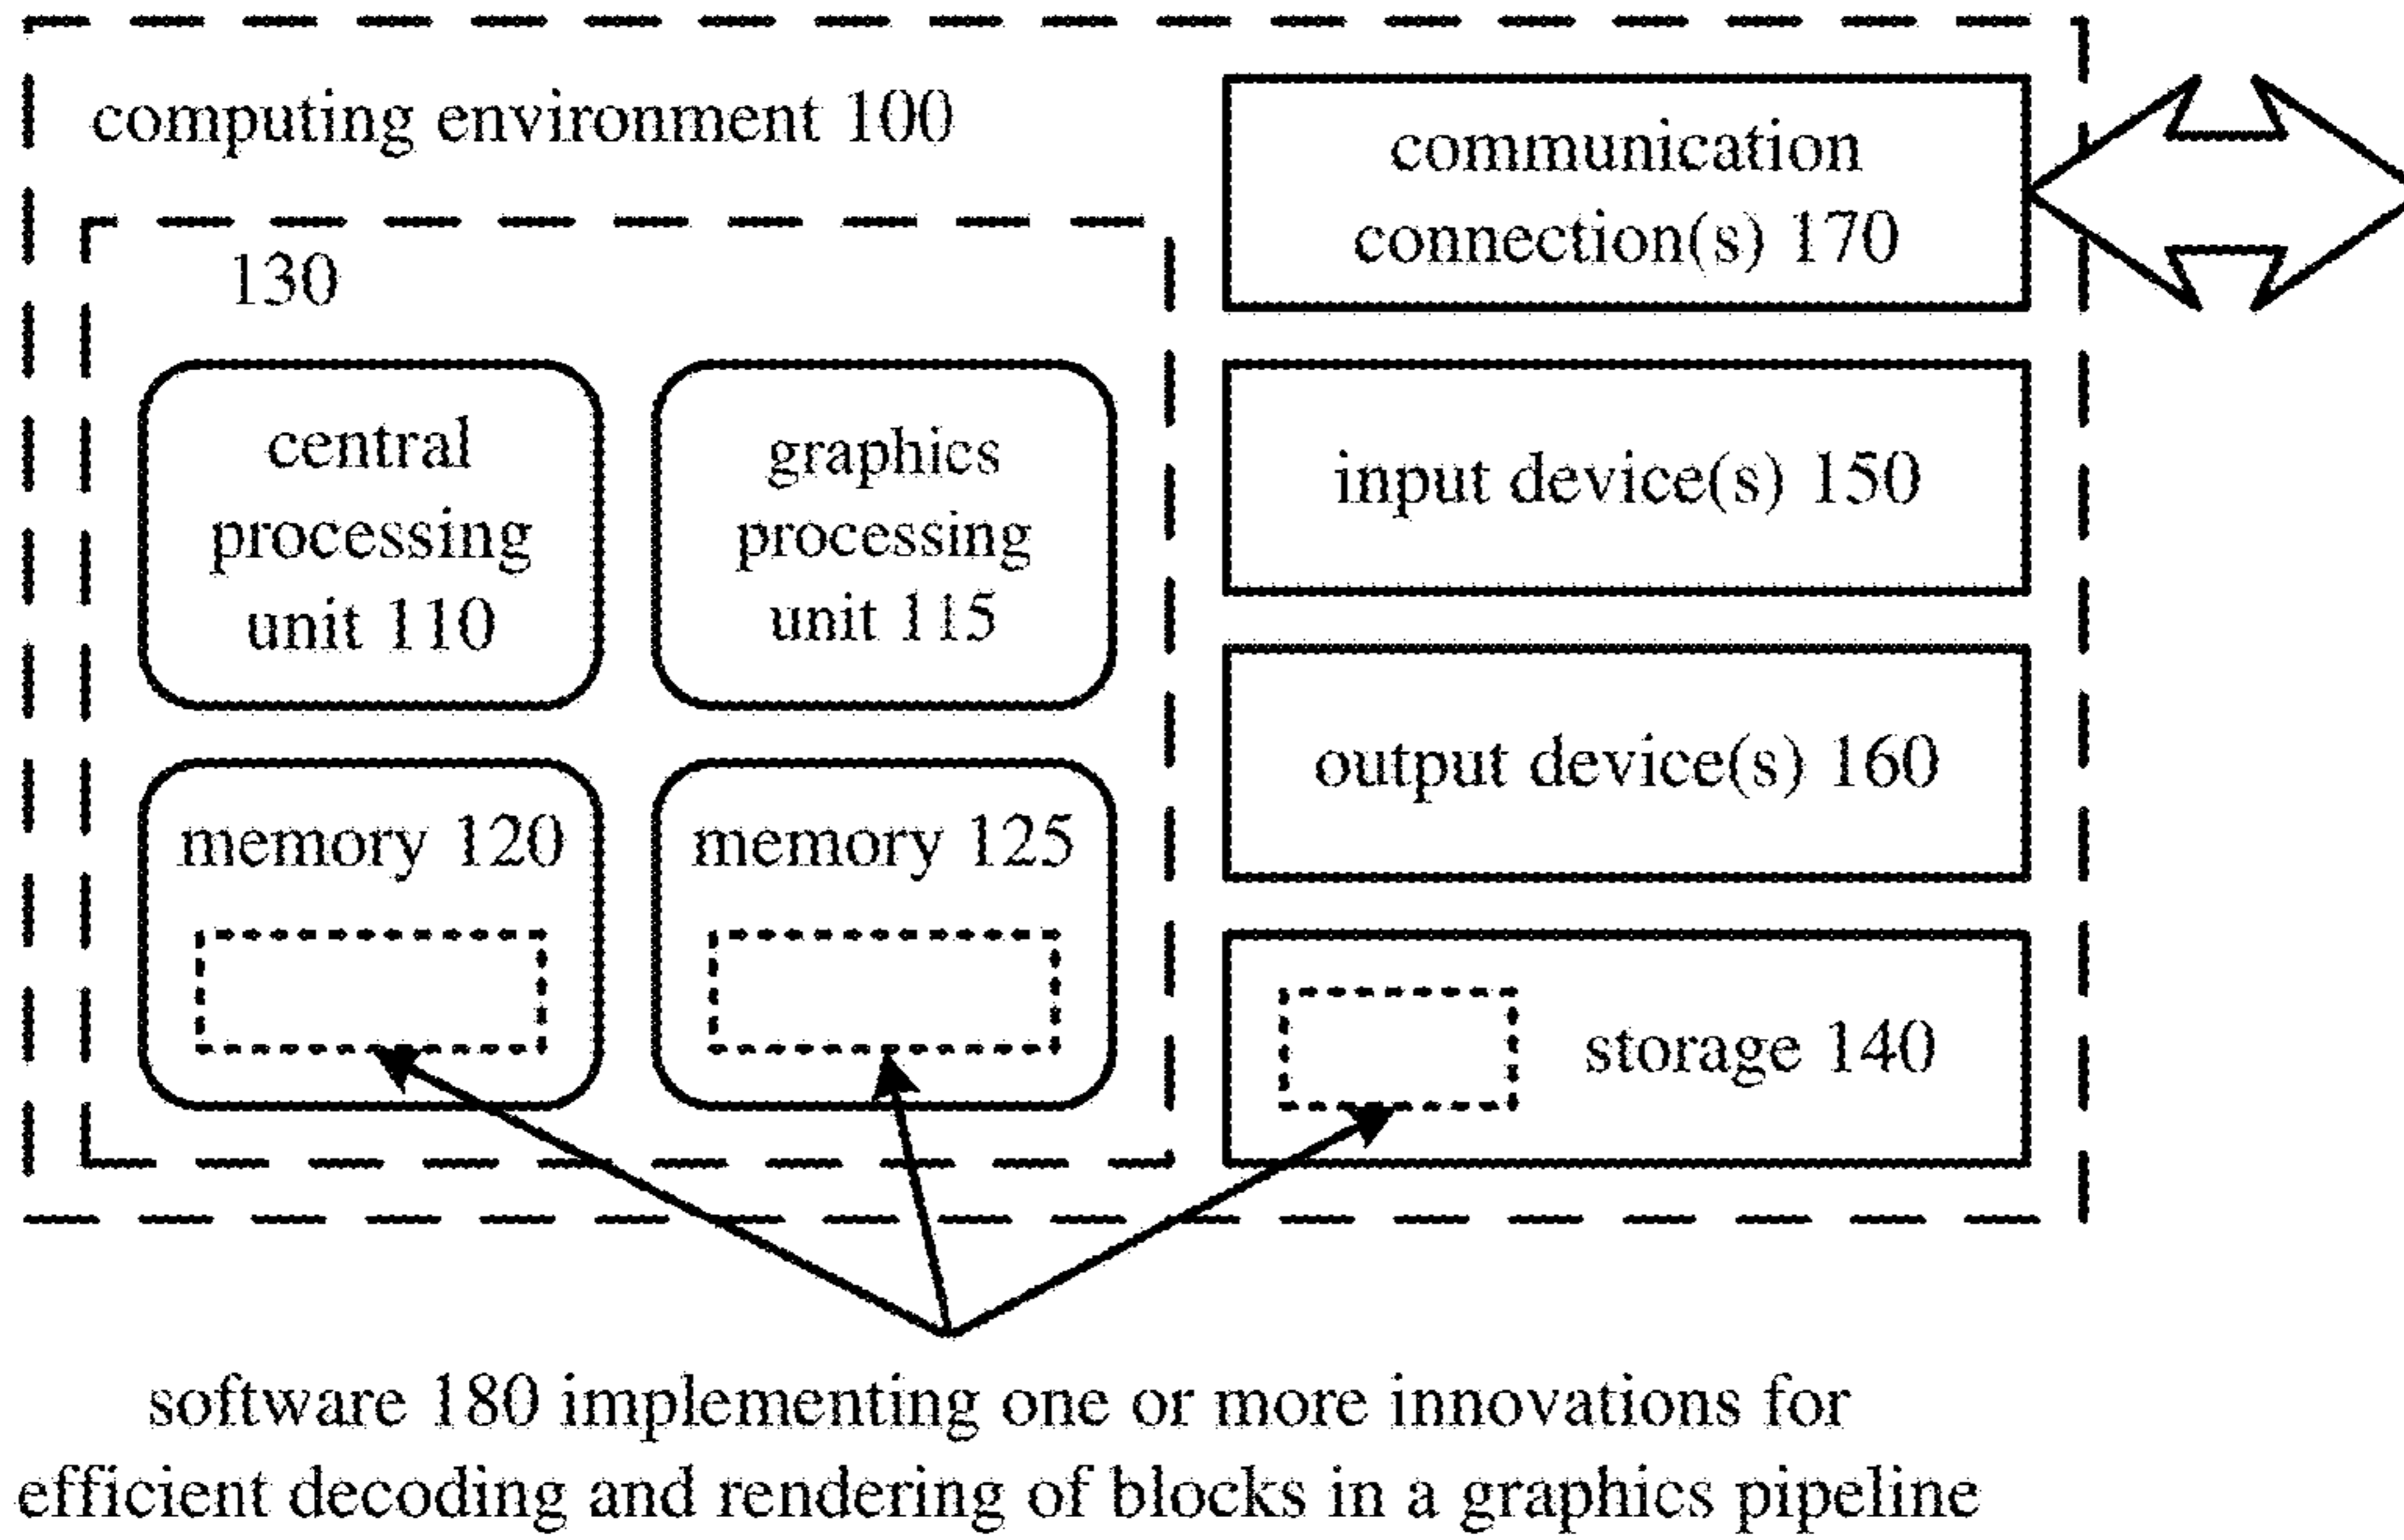 computing environment 100
130
central
processing
unit 110
graphics
processing
unit 115
memory 120
memory 125
communication
connection(s) 170
input device(s) 150
output device(s) 160
storage 140
software 180 implementing one or more innovations for
efficient decoding and rendering of blocks in a graphics pipeline